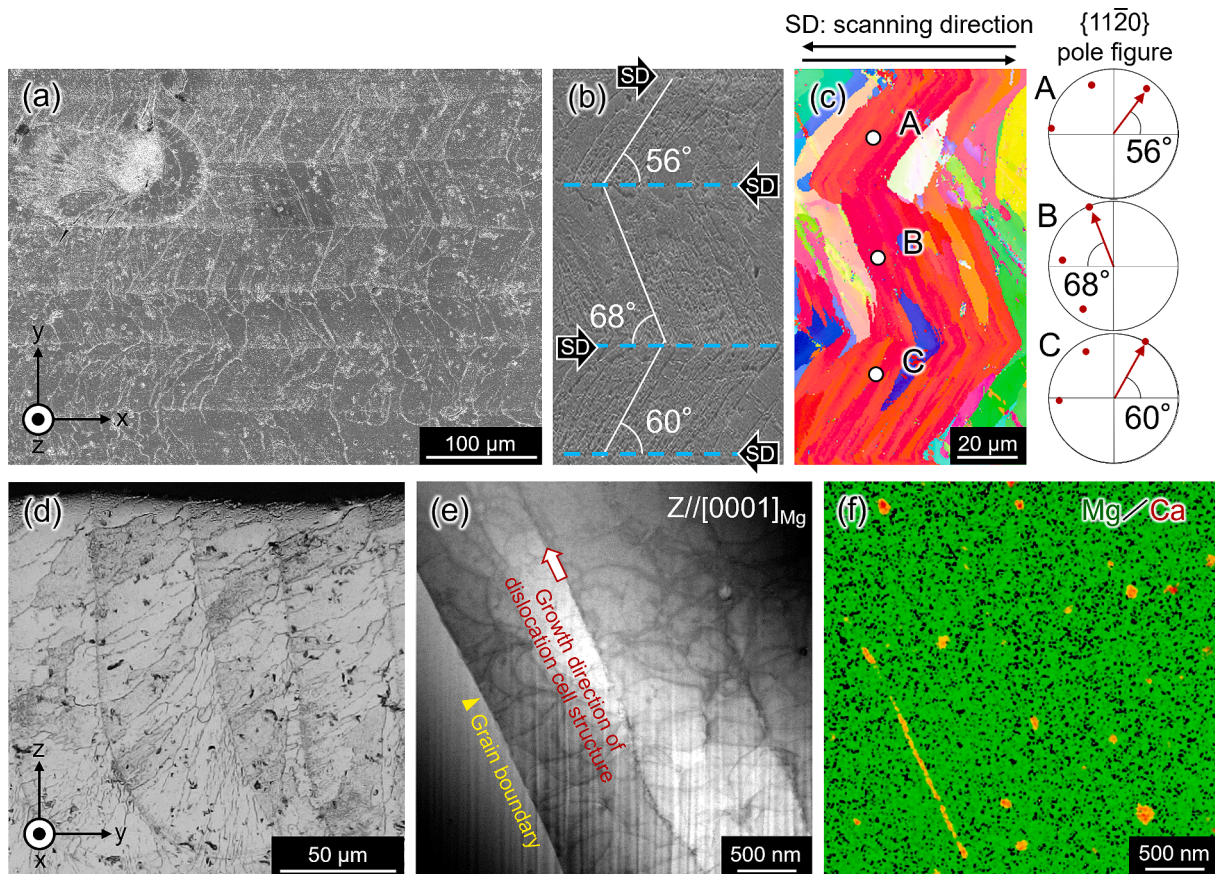 SD: scanning direction
{112̅0}
pole figure
(a)
y
z
x
100 μm
(b)
SD
56°
SD
68°
SD
60°
SD
(c)
A
B
C
20 μm
A
56°
B
68°
C
60°
(d)
z
x
y
50 μm
(e)
Z//[0001]Mg
Growth direction of
dislocation cell structure
Grain boundary
500 nm
(f)
Mg/Ca
500 nm